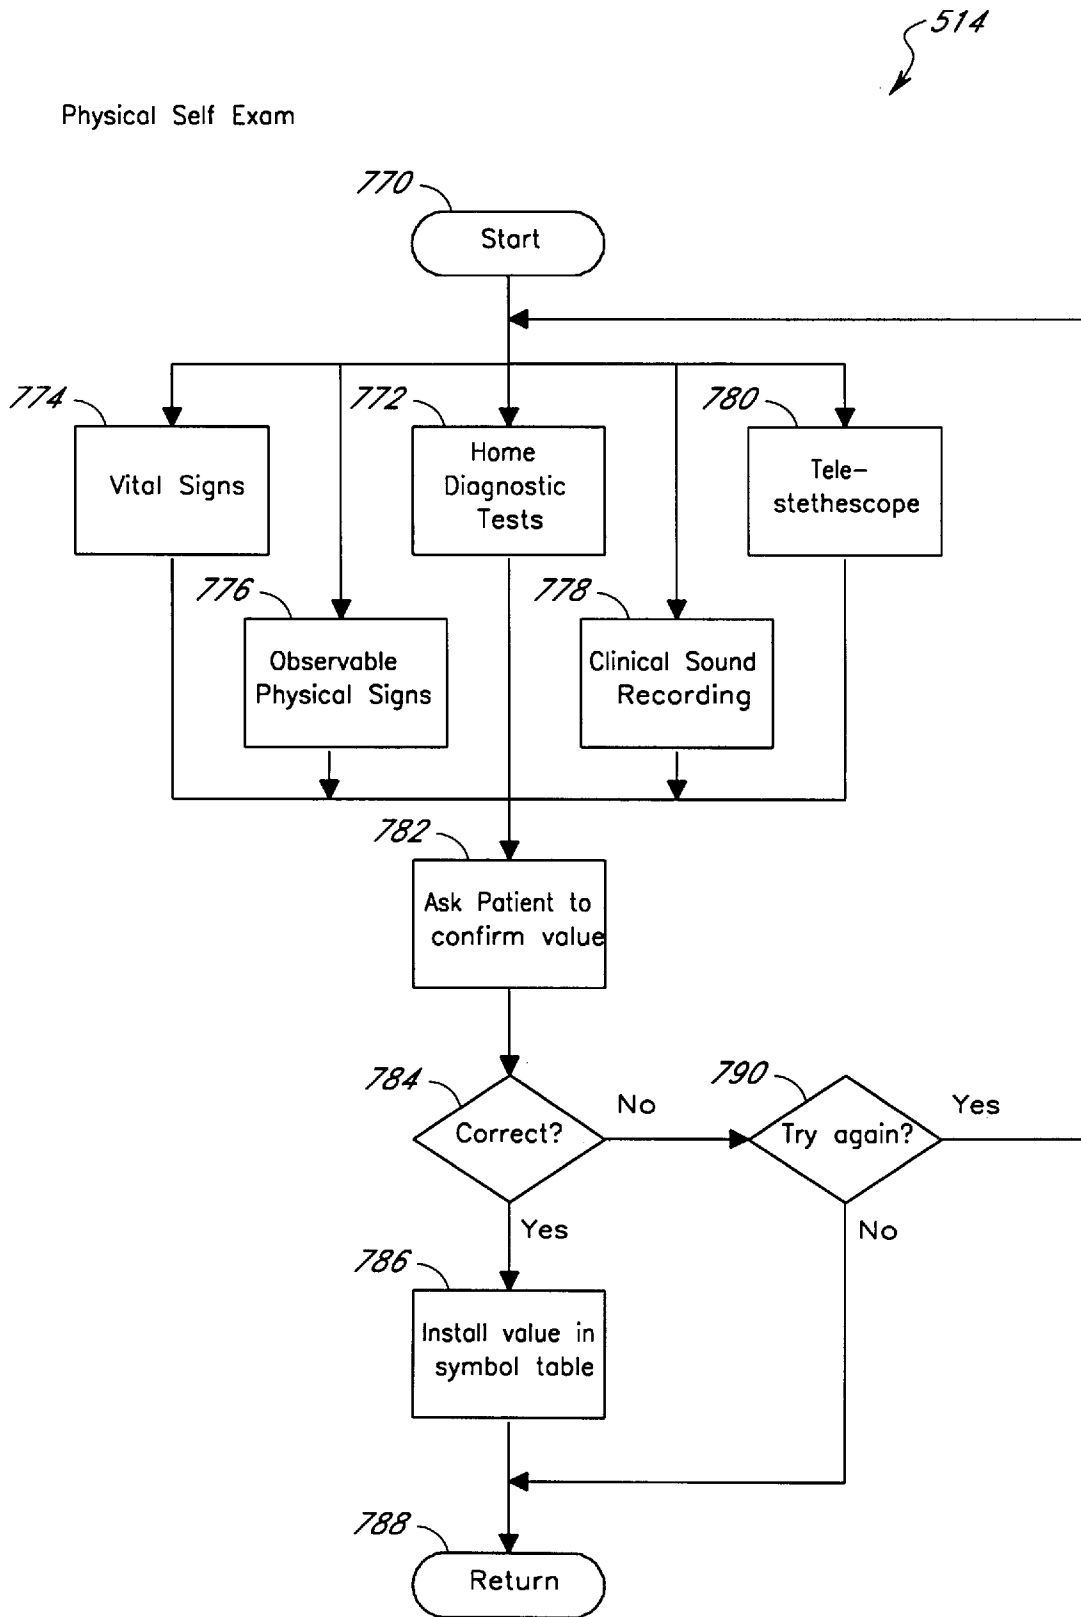 514
Physical Self Exam
770
Start
774
772
780
Vital Signs
Home
Diagnostic
Tests
Tele-
stethescope
776
778
Observable
Physical Signs
Clinical Sound
Recording
782
Ask Patient to
confirm value
784
790
Correct?
No
Try again?
Yes
Yes
No
786
Install value in
symbol table
788
Return